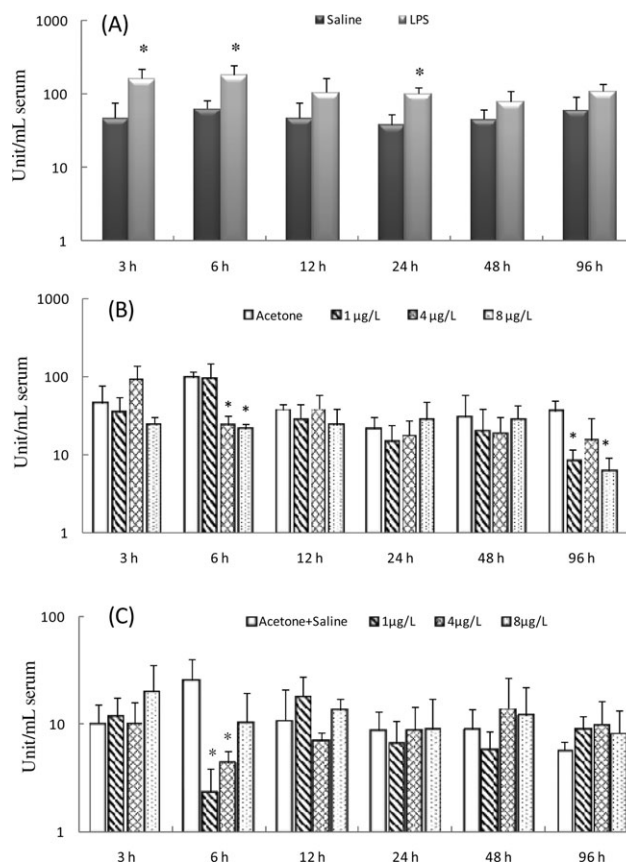 (A)
Saline LPS
Unit/mL serum
1000
100
10
1
* * *
3 h 6 h 12 h 24 h 48 h 96 h
(B)
Acetone 1 µg/L 4 µg/L 8 µg/L
Unit/mL serum
1000
100
10
1
* * * *
3 h 6 h 12 h 24 h 48 h 96 h
(C)
Acetone+Saline 1µg/L 4µg/L 8µg/L
Unit/mL serum
100
10
1
* *
3 h 6 h 12 h 24 h 48 h 96 h